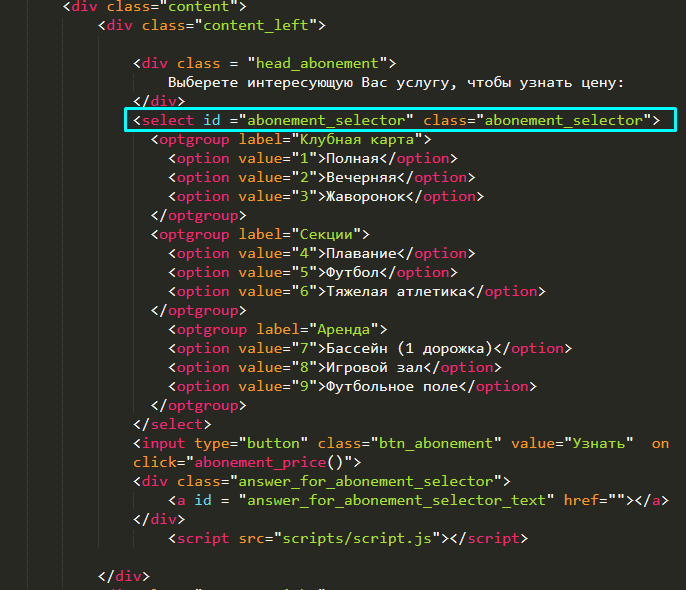 <div class="content">
<div class="content_left">
<div class = "head_abonement">
Выберете интересующую Вас услугу, чтобы узнать цену:
</div>
<select id ="abonement_selector" class="abonement_selector">
<optgroup label="Клубная карта">
<option value="1">Полная</option>
<option value="2">Вечерняя</option>
<option value="3">Жаворонок</option>
</optgroup>
<optgroup label="Секции">
<option value="4">Плавание</option>
<option value="5">Футбол</option>
<option value="6">Тяжелая атлетика</option>
</optgroup>
<optgroup label="Аренда">
<option value="7">Бассейн (1 дорожка)</option>
<option value="8">Игровой зал</option>
<option value="9">Футбольное поле</option>
</optgroup>
</select>
<input type="button" class="btn_abonement" value="Узнать"  on
click="abonement_price()">
<div class="answer_for_abonement_selector">
<a id = "answer_for_abonement_selector_text" href=""></a>
</div>
<script src="scripts/script.js"></script>
</div>